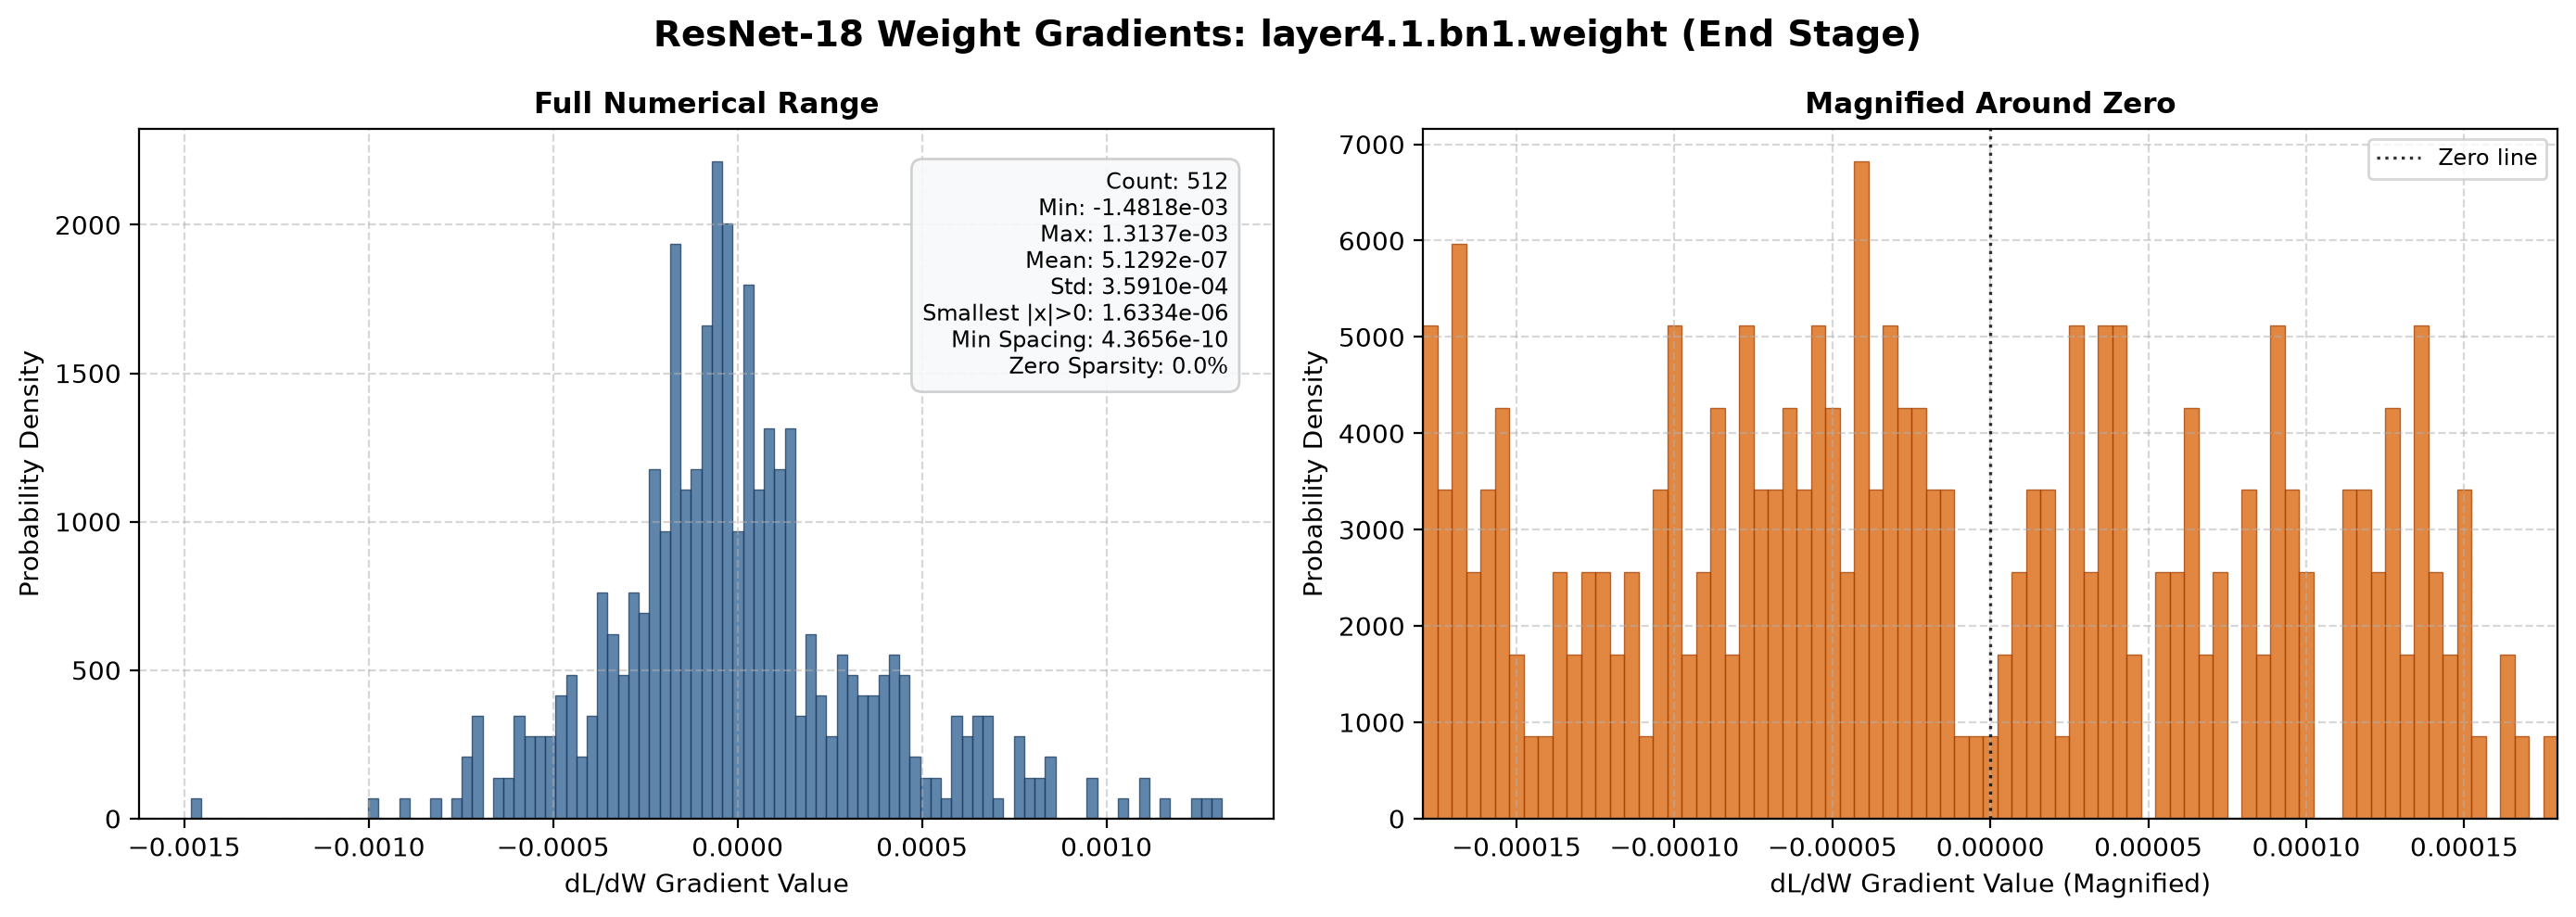 ResNet-18 Weight Gradients: layer4.1.bn1.weight (End Stage)
Full Numerical Range
Probability Density
2000
1500
1000
500
0
Count: 512
Min: -1.4818e-03
Max: 1.3137e-03
Mean: 5.1292e-07
Std: 3.5910e-04
Smallest |x|>0: 1.6334e-06
Min Spacing: 4.3656e-10
Zero Sparsity: 0.0%
−0.0015 −0.0010 −0.0005 0.0000 0.0005 0.0010
dL/dW Gradient Value
Magnified Around Zero
Probability Density
7000
6000
5000
4000
3000
2000
1000
0
Zero line
−0.00015 −0.00010 −0.00005 0.00000 0.00005 0.00010 0.00015
dL/dW Gradient Value (Magnified)